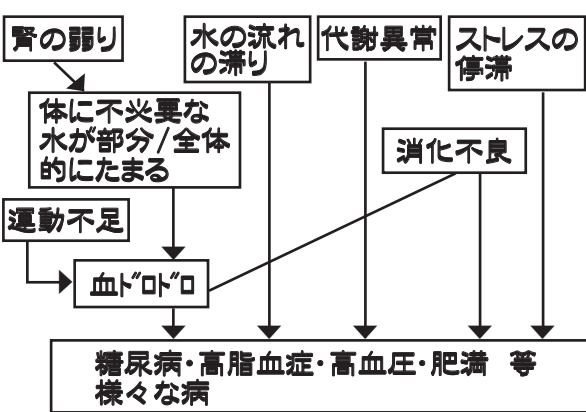 腎の弱り
水の流れ
の滞り
代謝異常
ストレスの
停滞
体に不必要な
水が部分/全体
的にたまる
消化不良
運動不足
血ドロドロ
糖尿病・高脂血症・高血圧・肥満 等
様々な病